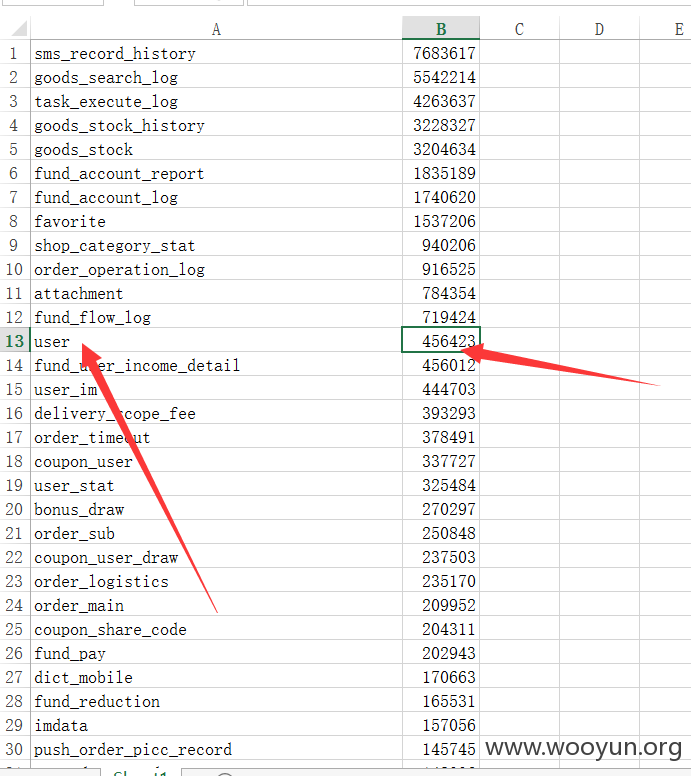 A B C D E
1 sms_record_history 7683617
2 goods_search_log 5542214
3 task_execute_log 4263637
4 goods_stock_history 3228327
5 goods_stock 3204634
6 fund_account_report 1835189
7 fund_account_log 1740620
8 favorite 1537206
9 shop_category_stat 940206
10 order_operation_log 916525
11 attachment 784354
12 fund_flow_log 719424
13 user 456423
14 fund_user_income_detail 456012
15 user_im 444703
16 delivery_scope_fee 393293
17 order_timeout 378491
18 coupon_user 337727
19 user_stat 325484
20 bonus_draw 270297
21 order_sub 250848
22 coupon_user_draw 237503
23 order_logistics 235170
24 order_main 209952
25 coupon_share_code 204311
26 fund_pay 202943
27 dict_mobile 170663
28 fund_reduction 165531
29 imdata 157056
30 push_order_picc_record 145745
www.wooyun.org